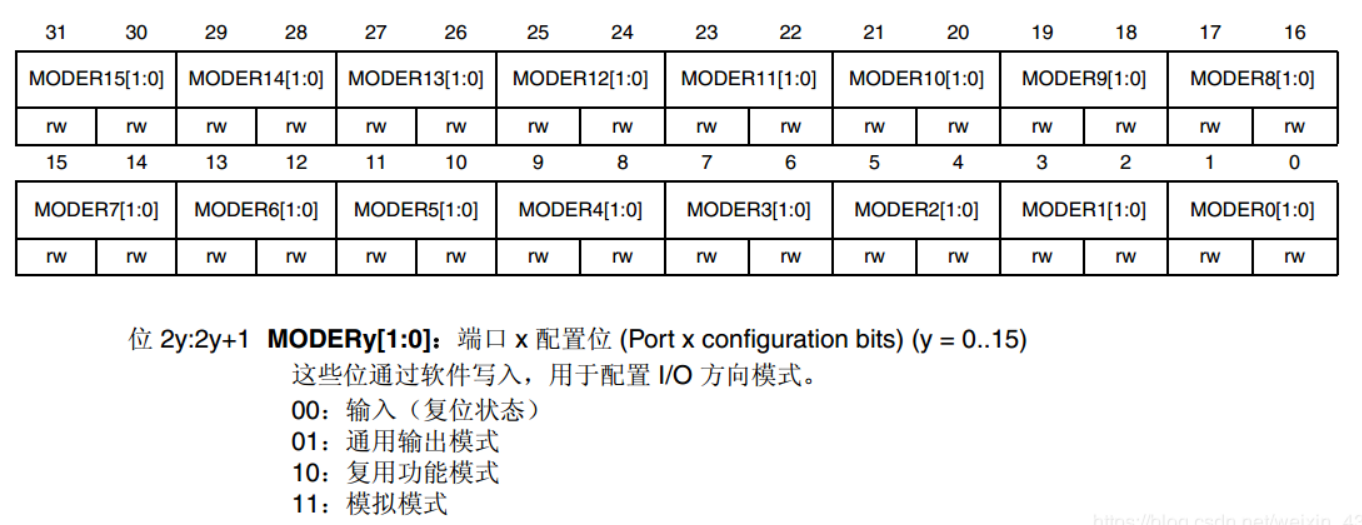 31 30 29 28 27 26 25 24 23 22 21 20 19 18 17 16
MODER15[1:0] MODER14[1:0] MODER13[1:0] MODER12[1:0] MODER11[1:0] MODER10[1:0] MODER9[1:0] MODER8[1:0]
rw rw rw rw rw rw rw rw rw rw rw rw rw rw rw rw
15 14 13 12 11 10 9 8 7 6 5 4 3 2 1 0
MODER7[1:0] MODER6[1:0] MODER5[1:0] MODER4[1:0] MODER3[1:0] MODER2[1:0] MODER1[1:0] MODER0[1:0]
rw rw rw rw rw rw rw rw rw rw rw rw rw rw rw rw
位 2y:2y+1 MODERy[1:0]：端口 x 配置位 (Port x configuration bits) (y = 0..15)
这些位通过软件写入，用于配置 I/O 方向模式。
00：输入（复位状态）
01：通用输出模式
10：复用功能模式
11：模拟模式
https://blog.csdn.net/weixin_43